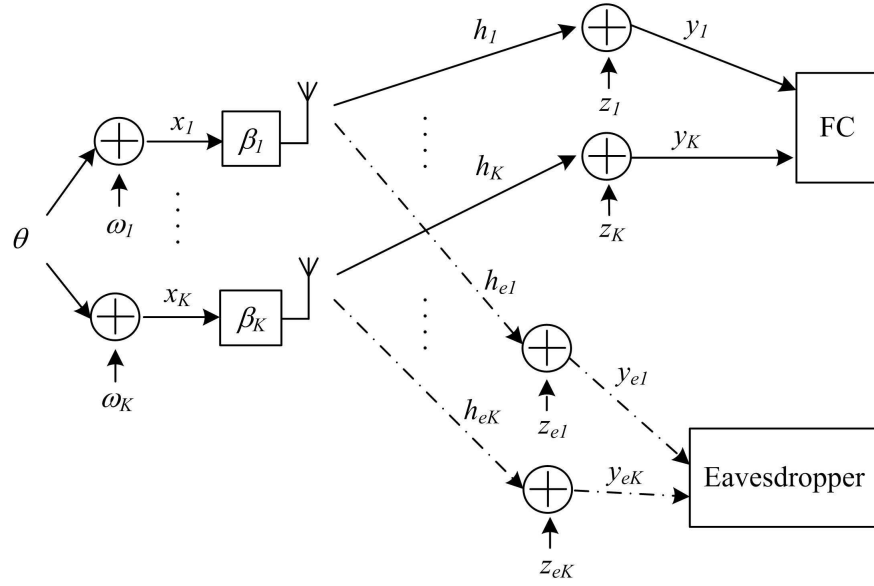 h1 y1
z1
x1 β1 FC
hK yK
ω1 zK
θ
xK βK he1
ωK ye1
heK ze1
yeK Eavesdropper
zeK